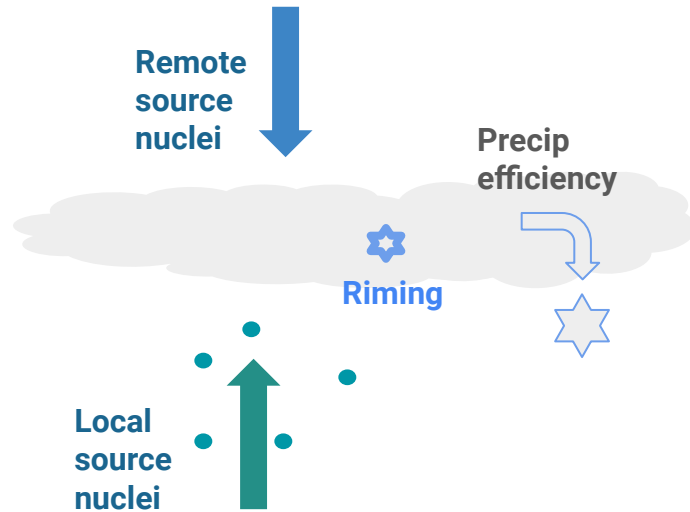 Remote
source
nuclei
Precip
efficiency
Riming
Local
source
nuclei